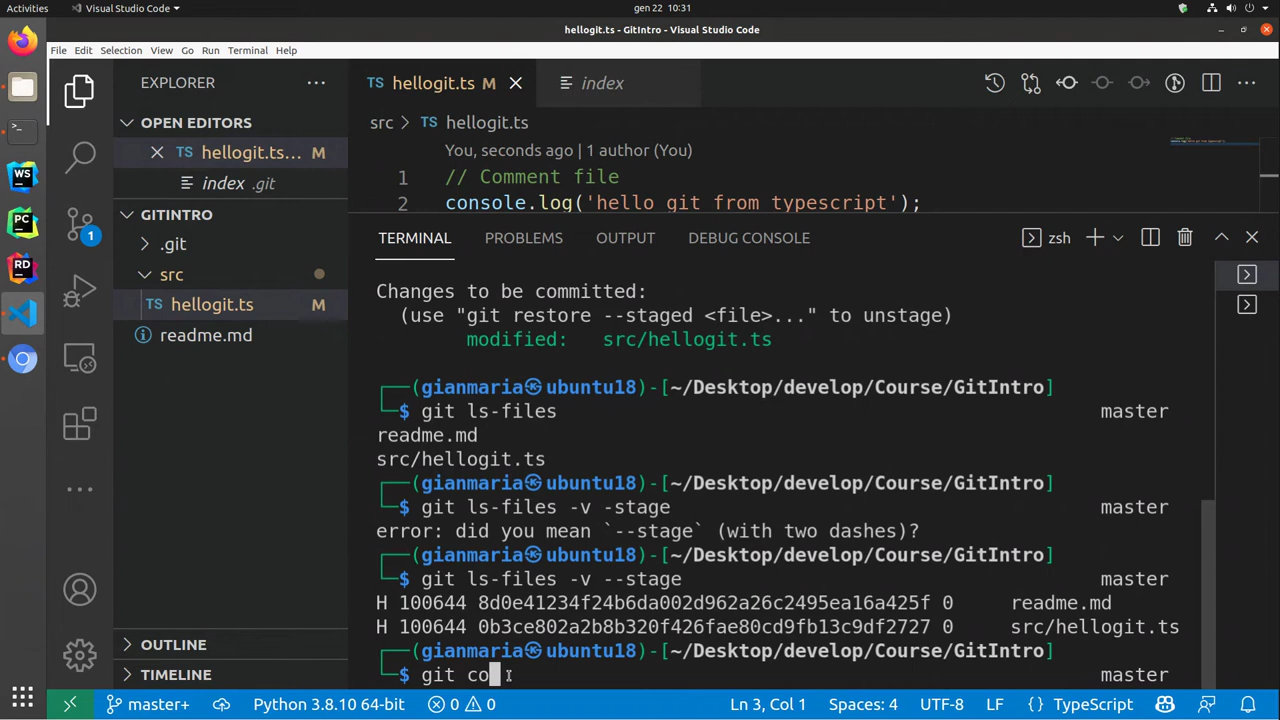 Activities
Visual Studio Code
gen 22 10:31
hellogit.ts - GitIntro - Visual Studio Code
File Edit Selection View Go Run Terminal Help
EXPLORER
OPEN EDITORS
TS hellogit.ts... M
index .git
GITINTRO
.git
src
TS hellogit.ts M
readme.md
OUTLINE
TIMELINE
WS
PC
RD
1
TS hellogit.ts M
index
src > TS hellogit.ts
You, seconds ago | 1 author (You)
1 // Comment file
2 console.log('hello git from typescript');
TERMINAL PROBLEMS OUTPUT DEBUG CONSOLE zsh
Changes to be committed:
(use "git restore --staged <file>..." to unstage)
modified: src/hellogit.ts
┌──(gianmaria㉿ubuntu18)-[~/Desktop/develop/Course/GitIntro]
└─$ git ls-files master
readme.md
src/hellogit.ts
┌──(gianmaria㉿ubuntu18)-[~/Desktop/develop/Course/GitIntro]
└─$ git ls-files -v -stage master
error: did you mean `--stage` (with two dashes)?
┌──(gianmaria㉿ubuntu18)-[~/Desktop/develop/Course/GitIntro]
└─$ git ls-files -v --stage master
H 100644 8d0e41234f24b6da002d962a26c2495ea16a425f 0 readme.md
H 100644 0b3ce802a2b8b320f426fae80cd9fb13c9df2727 0 src/hellogit.ts
┌──(gianmaria㉿ubuntu18)-[~/Desktop/develop/Course/GitIntro]
└─$ git co master
master+ Python 3.8.10 64-bit 0 0 Ln 3, Col 1 Spaces: 4 UTF-8 LF {} TypeScript